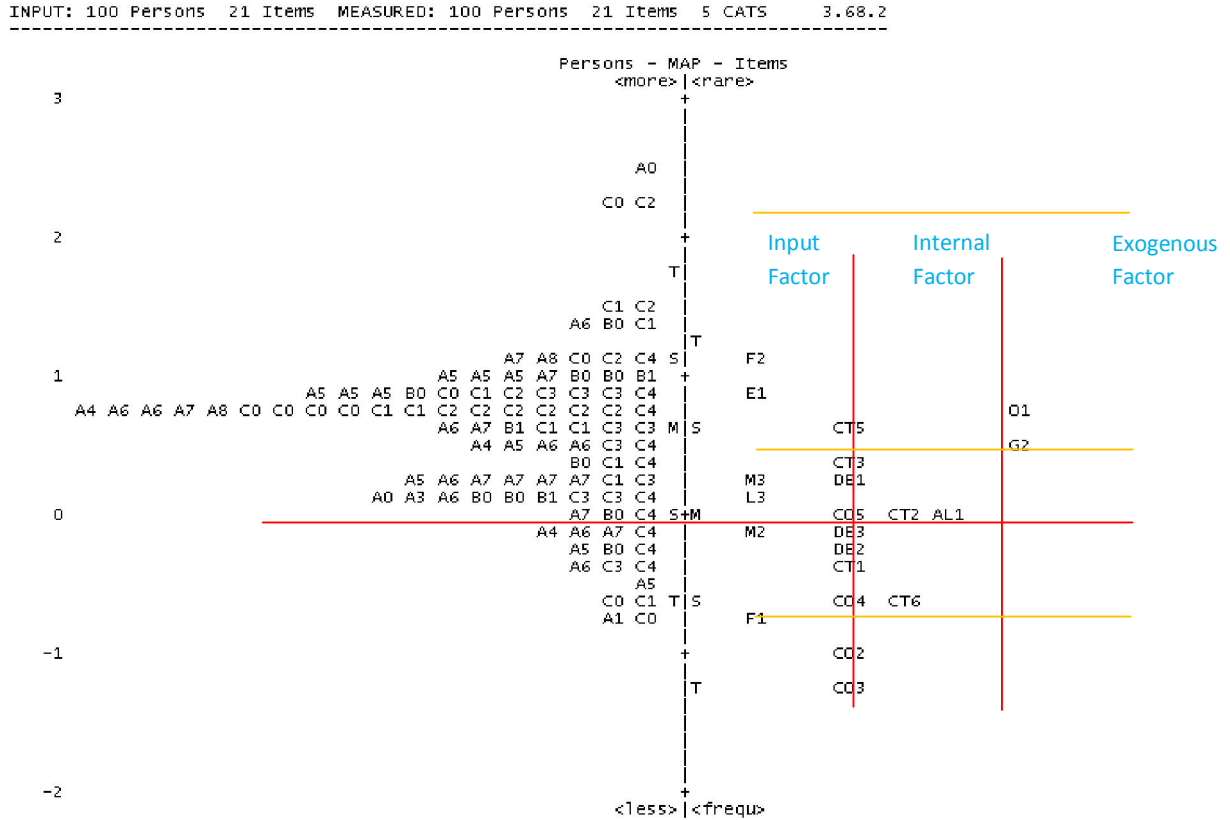 INPUT: 100 Persons 21 Items MEASURED: 100 Persons 21 Items 5 CATS 3.68.2
--------------------------------------------------------------------------------
Persons - MAP - Items
<more>|<rare>
3 +
|
A0 |
C0 C2 |
2 +
Input Internal Exogenous
T|
Factor Factor Factor
C1 C2 |
A6 B0 C1 |
|T
A7 A8 C0 C2 C4 S| F2
1 A5 A5 A5 A7 B0 B0 B1 +
A5 A5 A5 B0 C0 C1 C2 C3 C3 C3 C4 | E1
A4 A6 A6 A7 A8 C0 C0 C0 C0 C1 C1 C2 C2 C2 C2 C2 C2 C4 | O1
A6 A7 B1 C1 C1 C3 C3 M|S CT5
A4 A5 A6 A6 C3 C4 | G2
B0 C1 C4 | CT3
A5 A6 A7 A7 A7 A7 C1 C3 | M3 DE1
A0 A3 A6 B0 B0 B1 C3 C3 C4 | L3
0 A7 B0 C4 S+M CO5 CT2 AL1
A4 A6 A7 C4 | M2 DE3
A5 B0 C4 | DE2
A6 C3 C4 | CT1
A5 |
C0 C1 T|S CO4 CT6
A1 C0 | F1
-1 +
CO2
|T CO3
-2 +
<less>|<frequ>